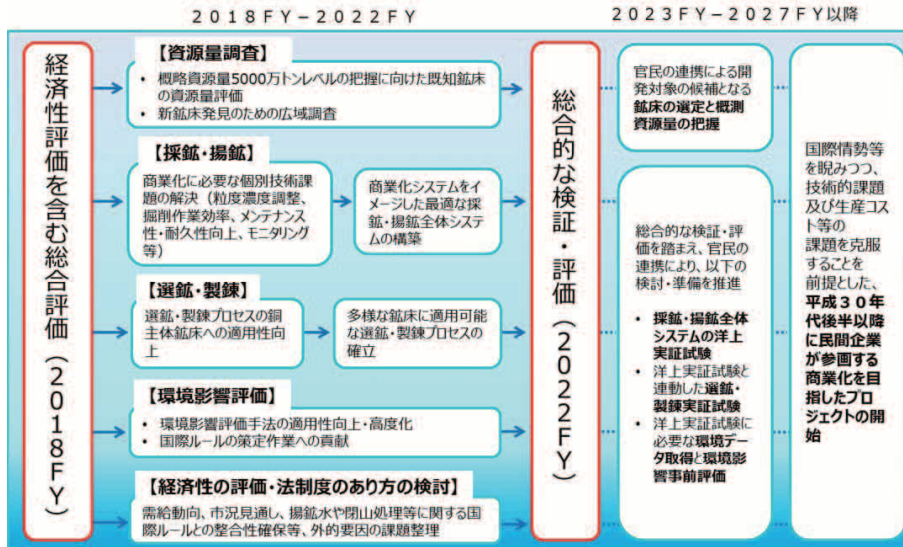 ２０１８FY－２０２２FY
２０２３FY－２０２７FY以降
経済性評価を含む総合評価（２０１８FY）
【資源量調査】
• 概略資源量5000万トンレベルの把握に向けた既知鉱床
の資源量評価
• 新鉱床発見のための広域調査
【採鉱・揚鉱】
商業化に必要な個別技術課
題の解決（粒度濃度調整、
掘削作業効率、メンテナンス
性・耐久性向上、モニタリング
等）
商業化システムをイ
メージした最適な採
鉱・揚鉱全体システ
ムの構築
【選鉱・製錬】
選鉱・製錬プロセスの銅
主体鉱床への適用性向
上
多様な鉱床に適用可能
な選鉱・製錬プロセスの
確立
【環境影響評価】
• 環境影響評価手法の適用性向上・高度化
• 国際ルールの策定作業への貢献
【経済性の評価・法制度のあり方の検討】
需給動向、市況見通し、揚鉱水や閉山処理等に関する国
際ルールとの整合性確保等、外的要因の課題整理
総合的な検証・評価（２０２２FY）
官民の連携による開
発対象の候補となる
鉱床の選定と概測
資源量の把握
総合的な検証・評
価を踏まえ、官民の
連携により、以下の
検討・準備を推進
• 採鉱・揚鉱全体
システムの洋上
実証試験
• 洋上実証試験と
連動した選鉱・
製錬実証試験
• 洋上実証試験に
必要な環境デー
タ取得と環境影
響事前評価
国際情勢等
を睨みつつ、
技術的課題
及び生産コス
ト等の
課題を克服
することを
前提とした、
平成３０年
代後半以降
に民間企業
が参画する
商業化を目
指したプロ
ジェクトの開
始